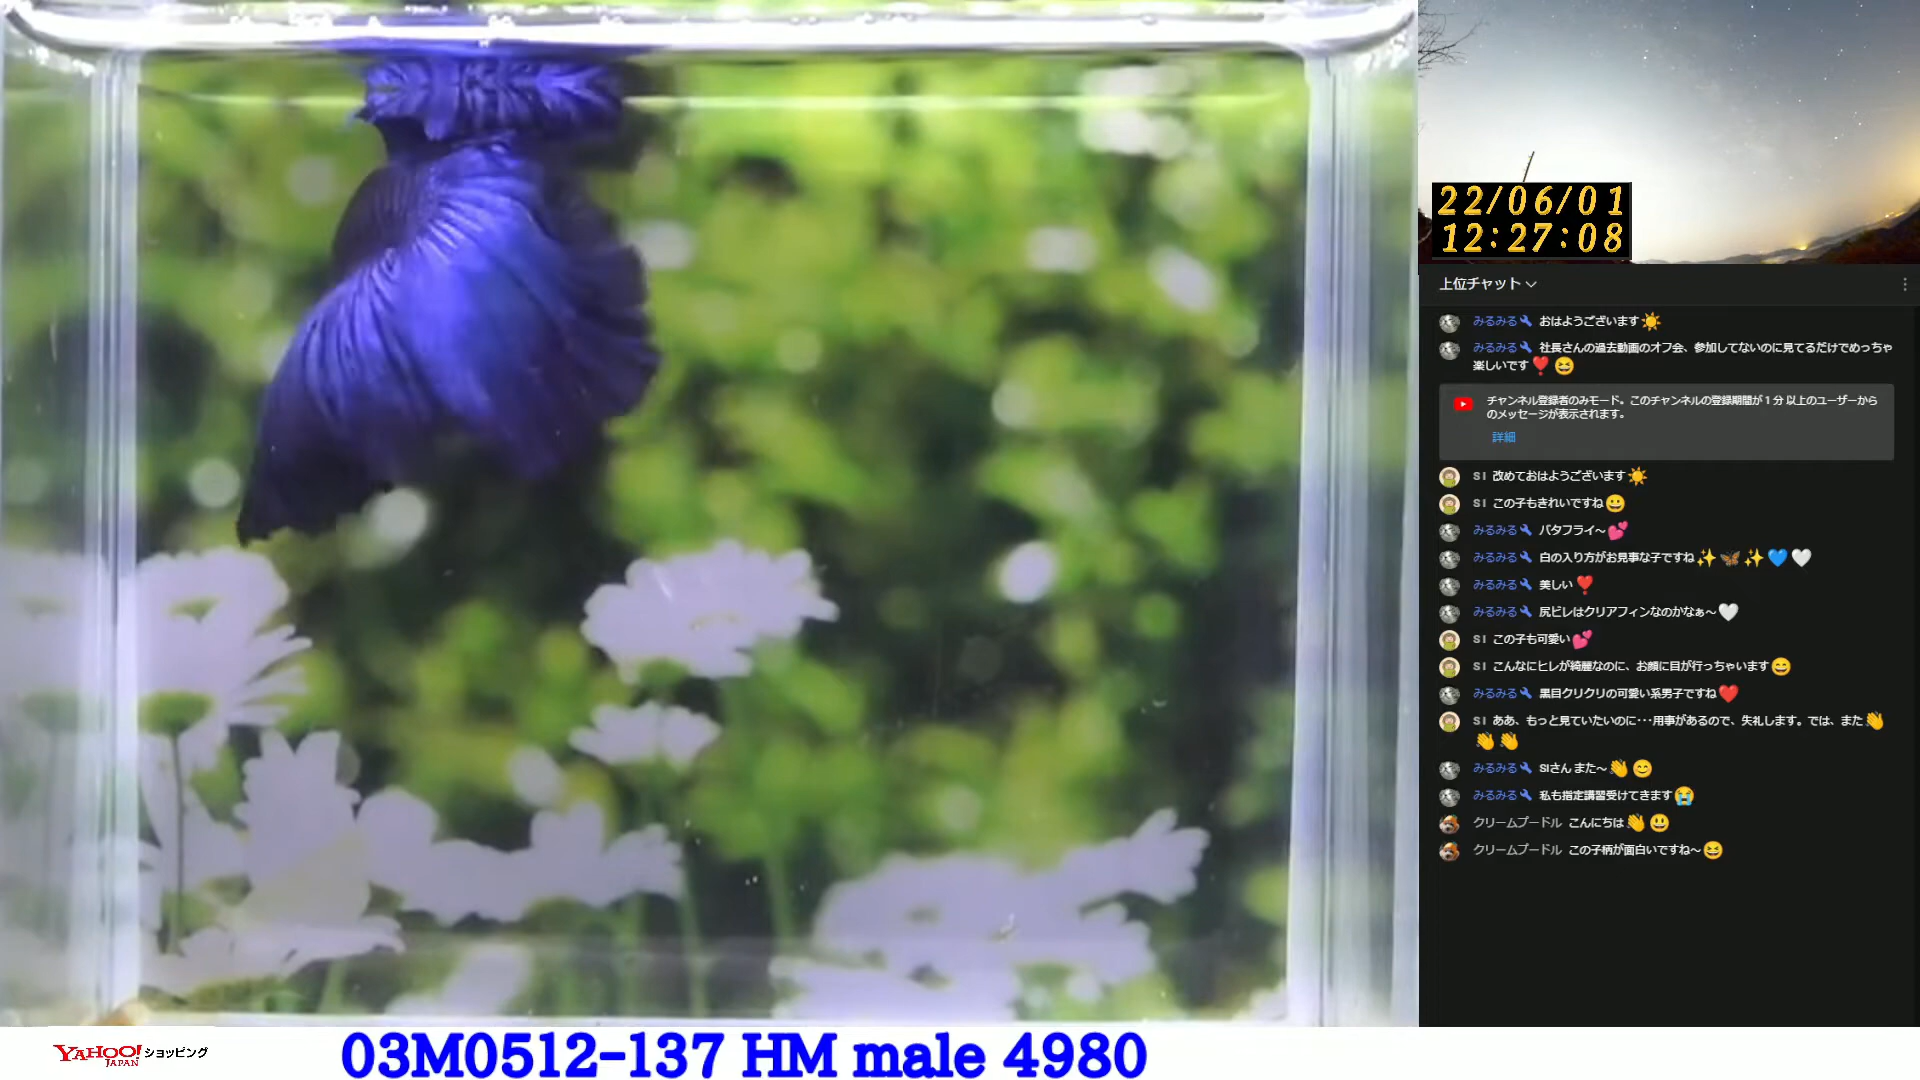 22/06/01
12:27:08
上位チャット
みるみる おはようございます☀️
みるみる 社長さんの過去動画のオフ会、参加してないのに見てるだけでめっちゃ
楽しいです❣️😆
チャンネル登録者のみモード。このチャンネルの登録期間が 1 分 以上のユーザーから
のメッセージが表示されます。
詳細
S I 改めておはようございます☀️
S I この子もきれいですね😀
みるみる バタフライ〜💕
みるみる 白の入り方がお見事な子ですね✨🦋✨💙🤍
みるみる 美しい❣️
みるみる 尻ビレはクリアフィンなのかなぁ〜🤍
S I この子も可愛い💕
S I こんなにヒレが綺麗なのに、お顔に目が行っちゃいます😄
みるみる 黒目クリクリの可愛い系男子ですね❤️
S I ああ、もっと見ていたいのに･･･用事があるので、失礼します。では、また👋
👋👋
みるみる SIさん また〜👋😊
みるみる 私も指定講習受けてきます😭
クリームプードル こんにちは👋😃
クリームプードル この子柄が面白いですね〜😆
YAHOO! ショッピング
JAPAN
03M0512-137 HM male 4980